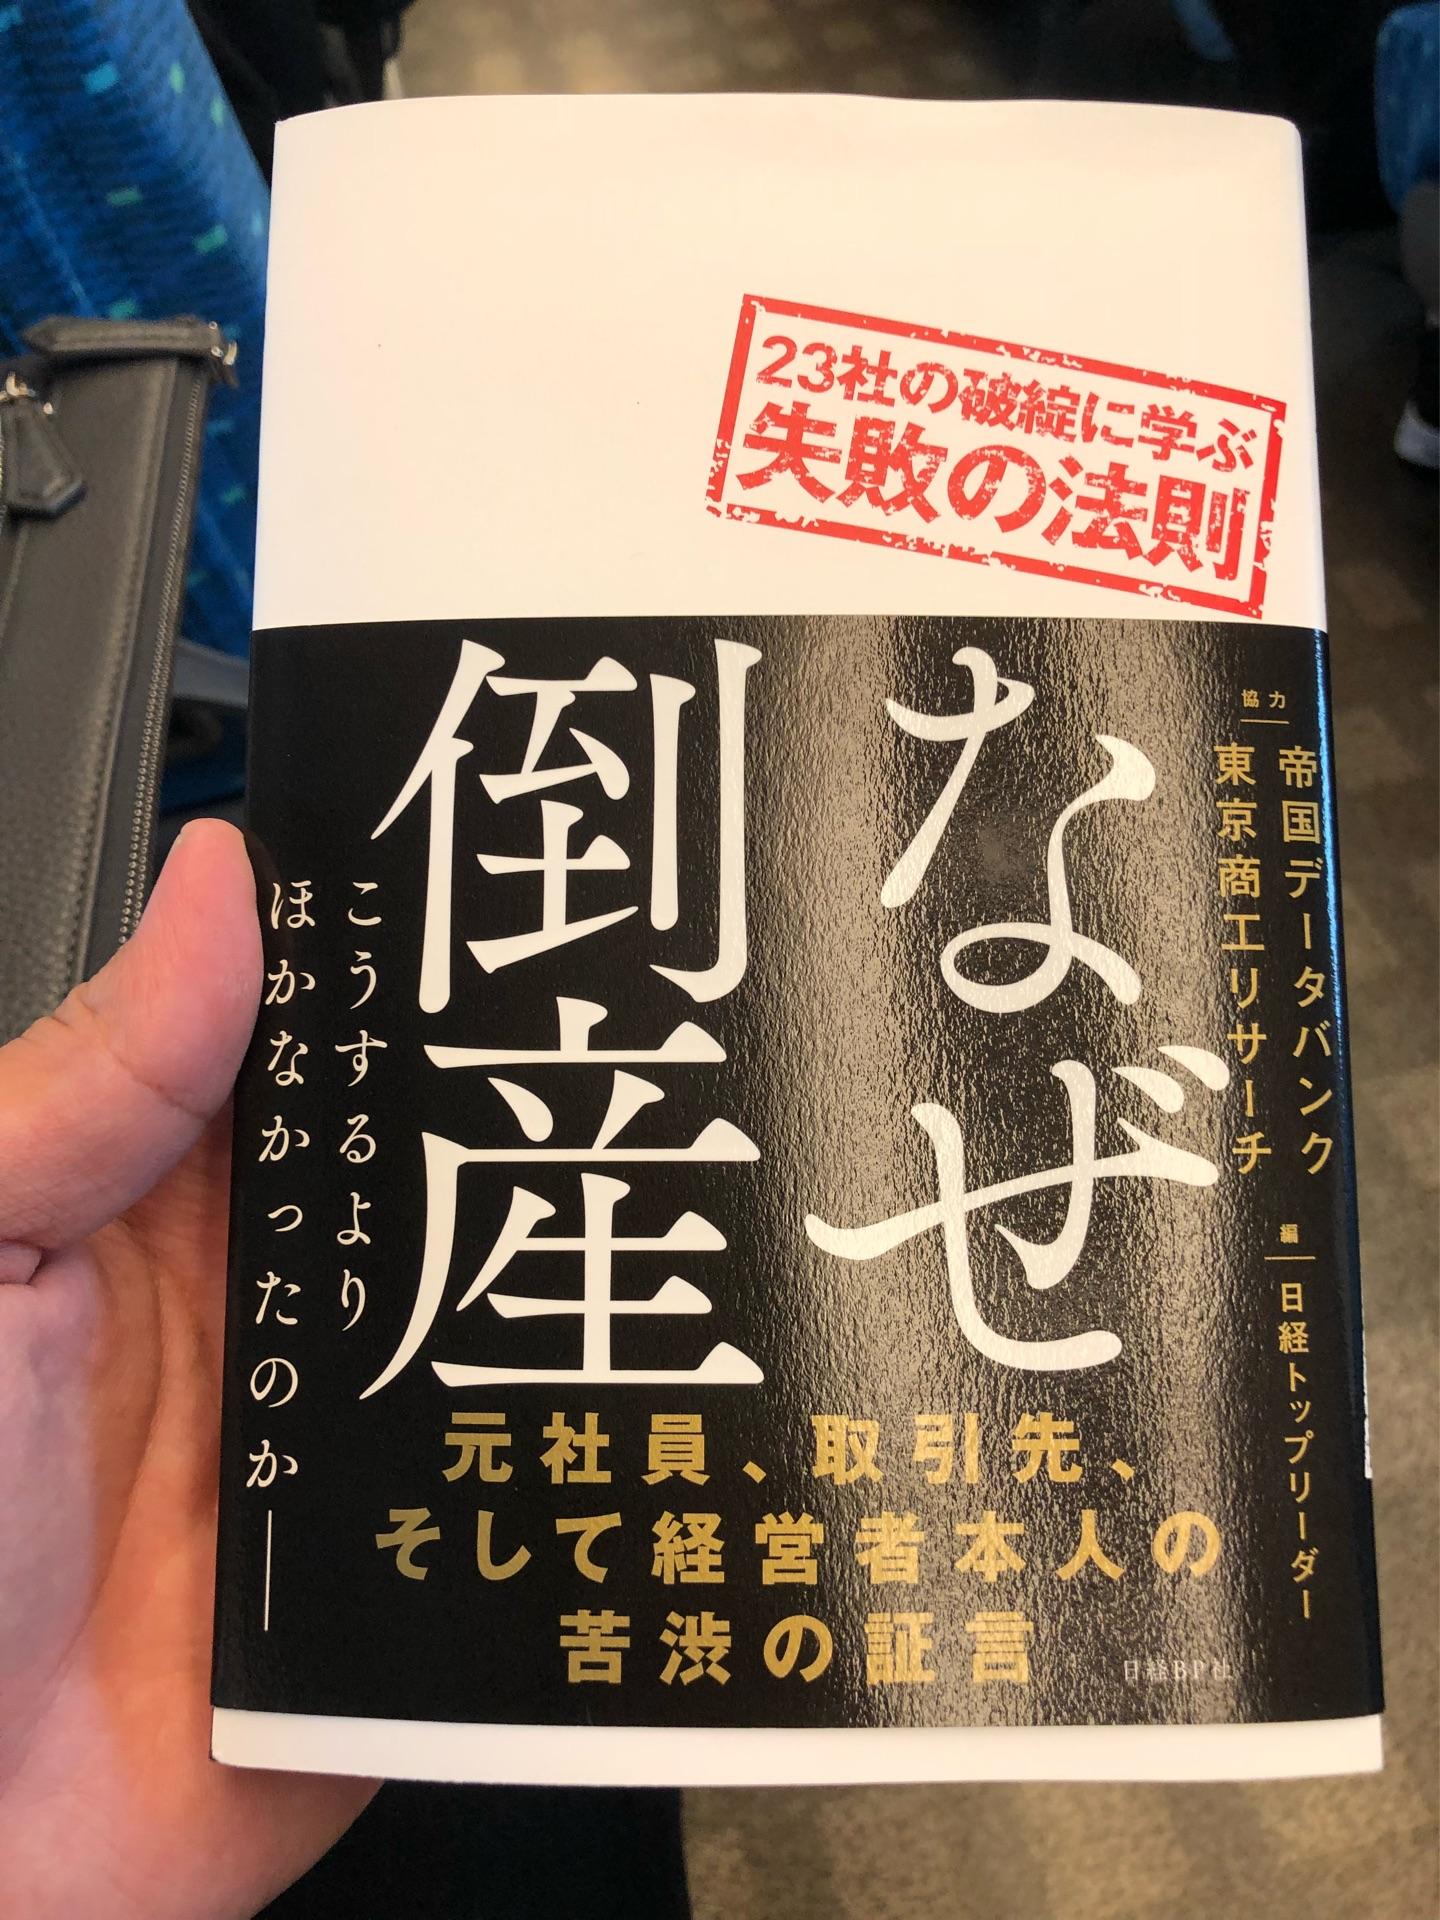 23社の破綻に学ぶ
失敗の法則
協力
帝国データバンク
東京商工リサーチ
編
日経トップリーダー
なぜ
倒産
こうするより
ほかなかったのか──
元社員、取引先、
そして経営者本人の
苦渋の証言
日経BP社